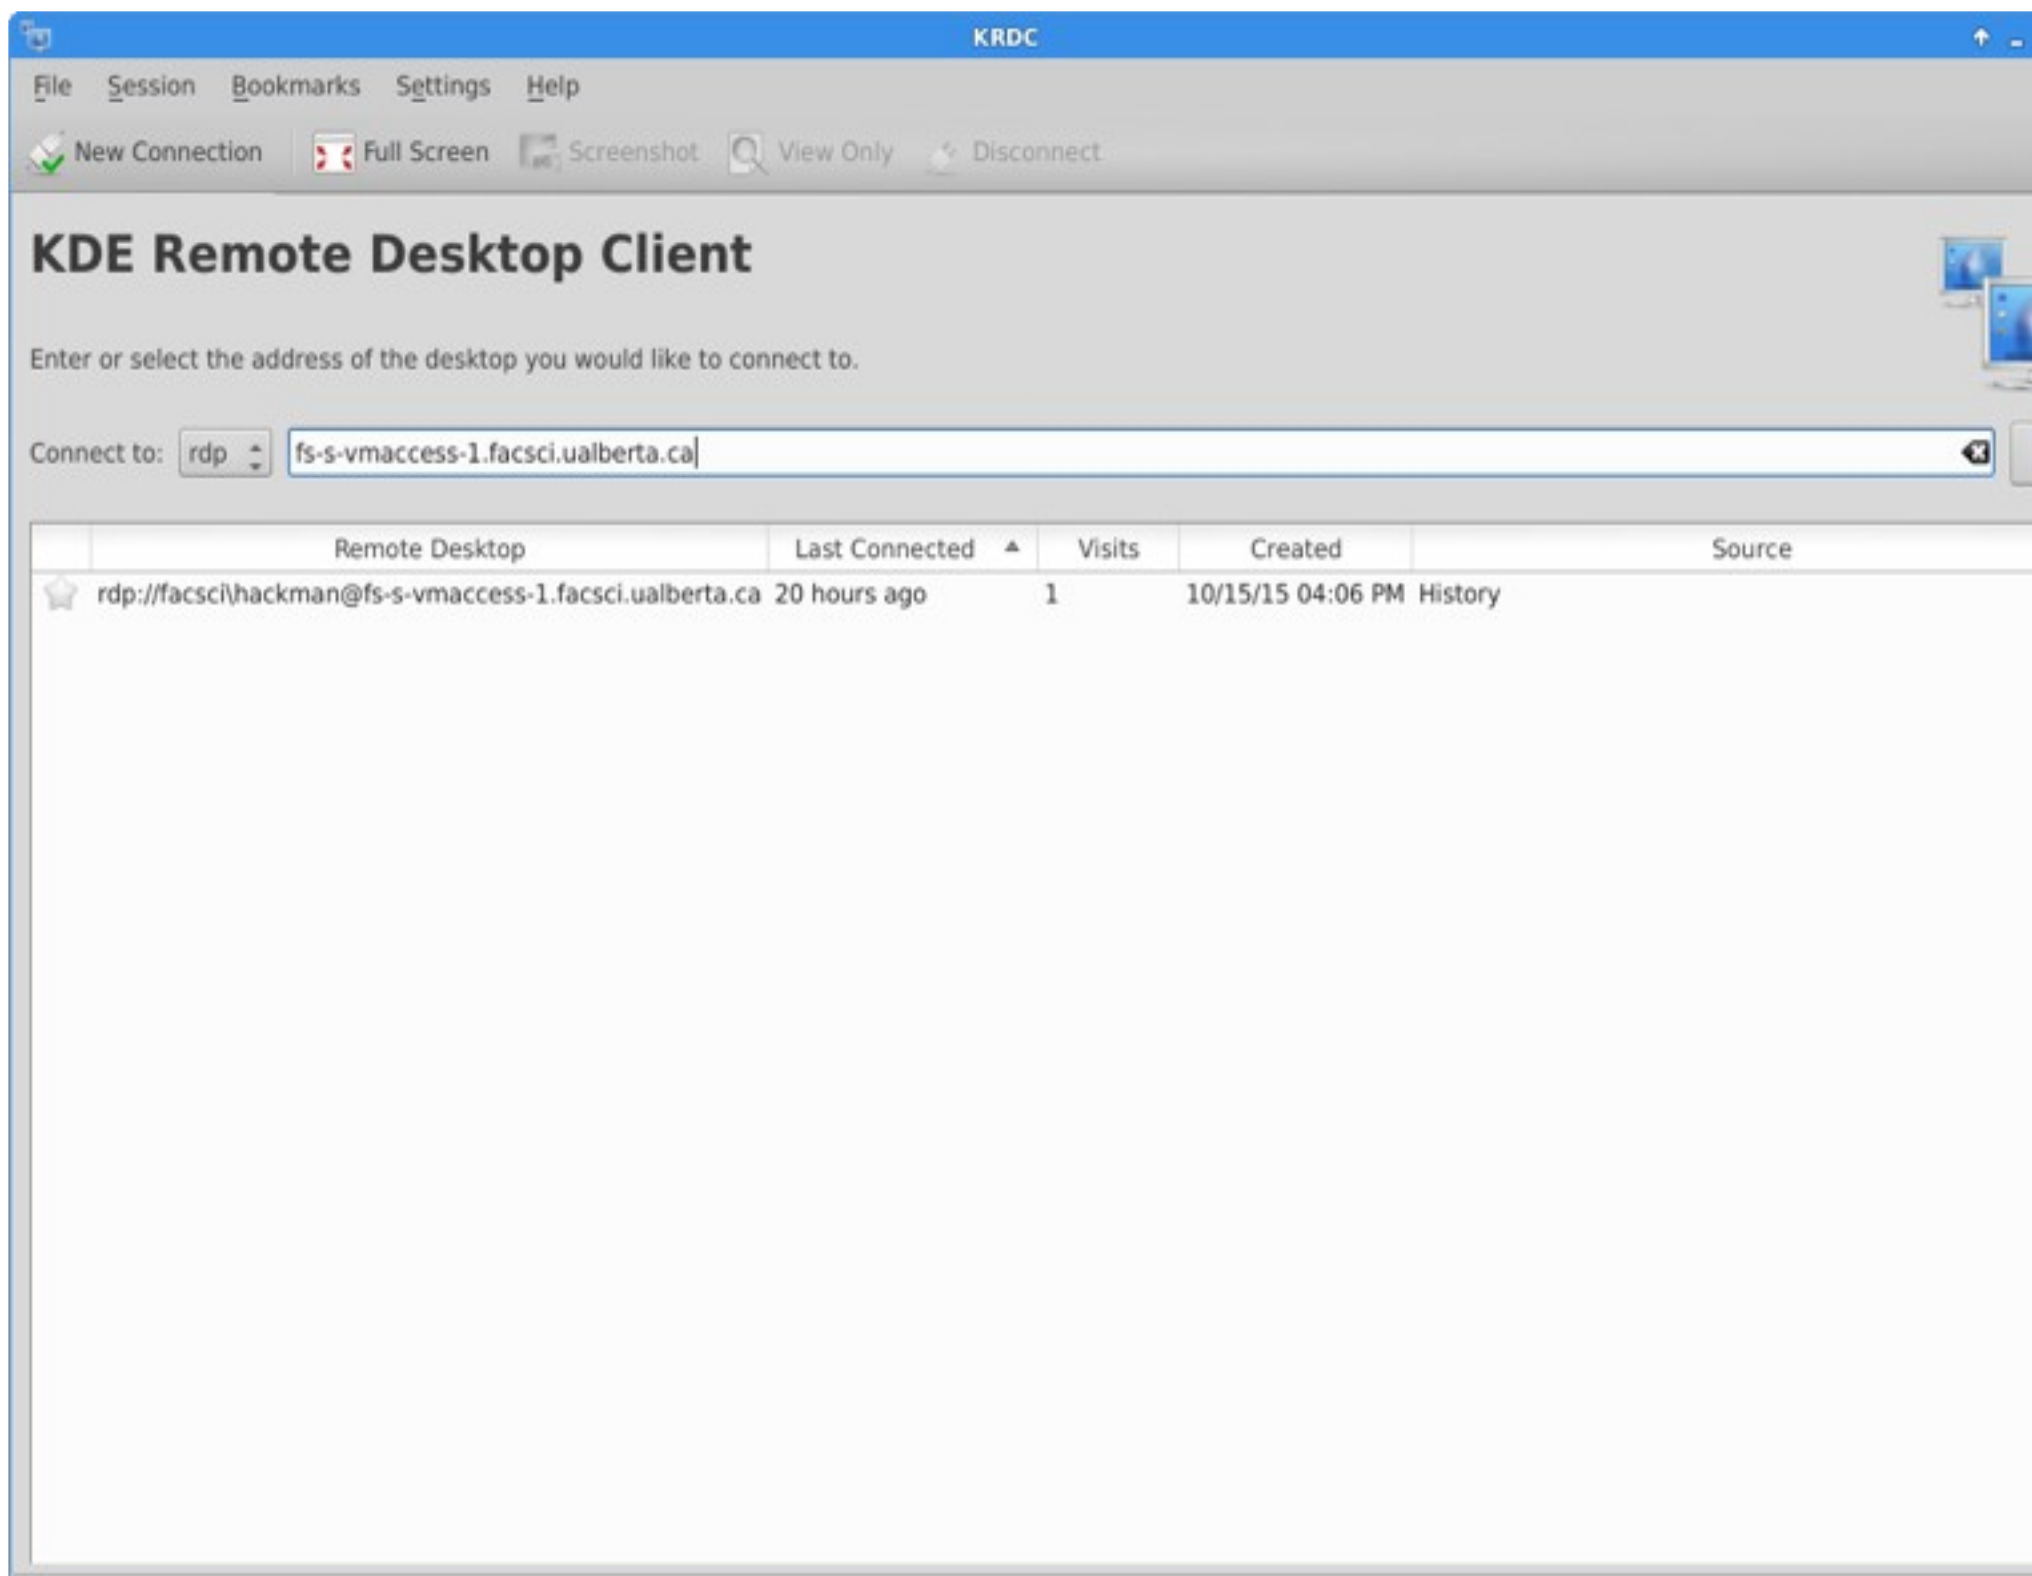 KRDC
File Session Bookmarks Settings Help
New Connection Full Screen Screenshot View Only Disconnect
KDE Remote Desktop Client
Enter or select the address of the desktop you would like to connect to.
Connect to: rdp fs-s-vmaccess-1.facsci.ualberta.ca
Remote Desktop Last Connected Visits Created Source
rdp://facsci\hackman@fs-s-vmaccess-1.facsci.ualberta.ca 20 hours ago 1 10/15/15 04:06 PM History